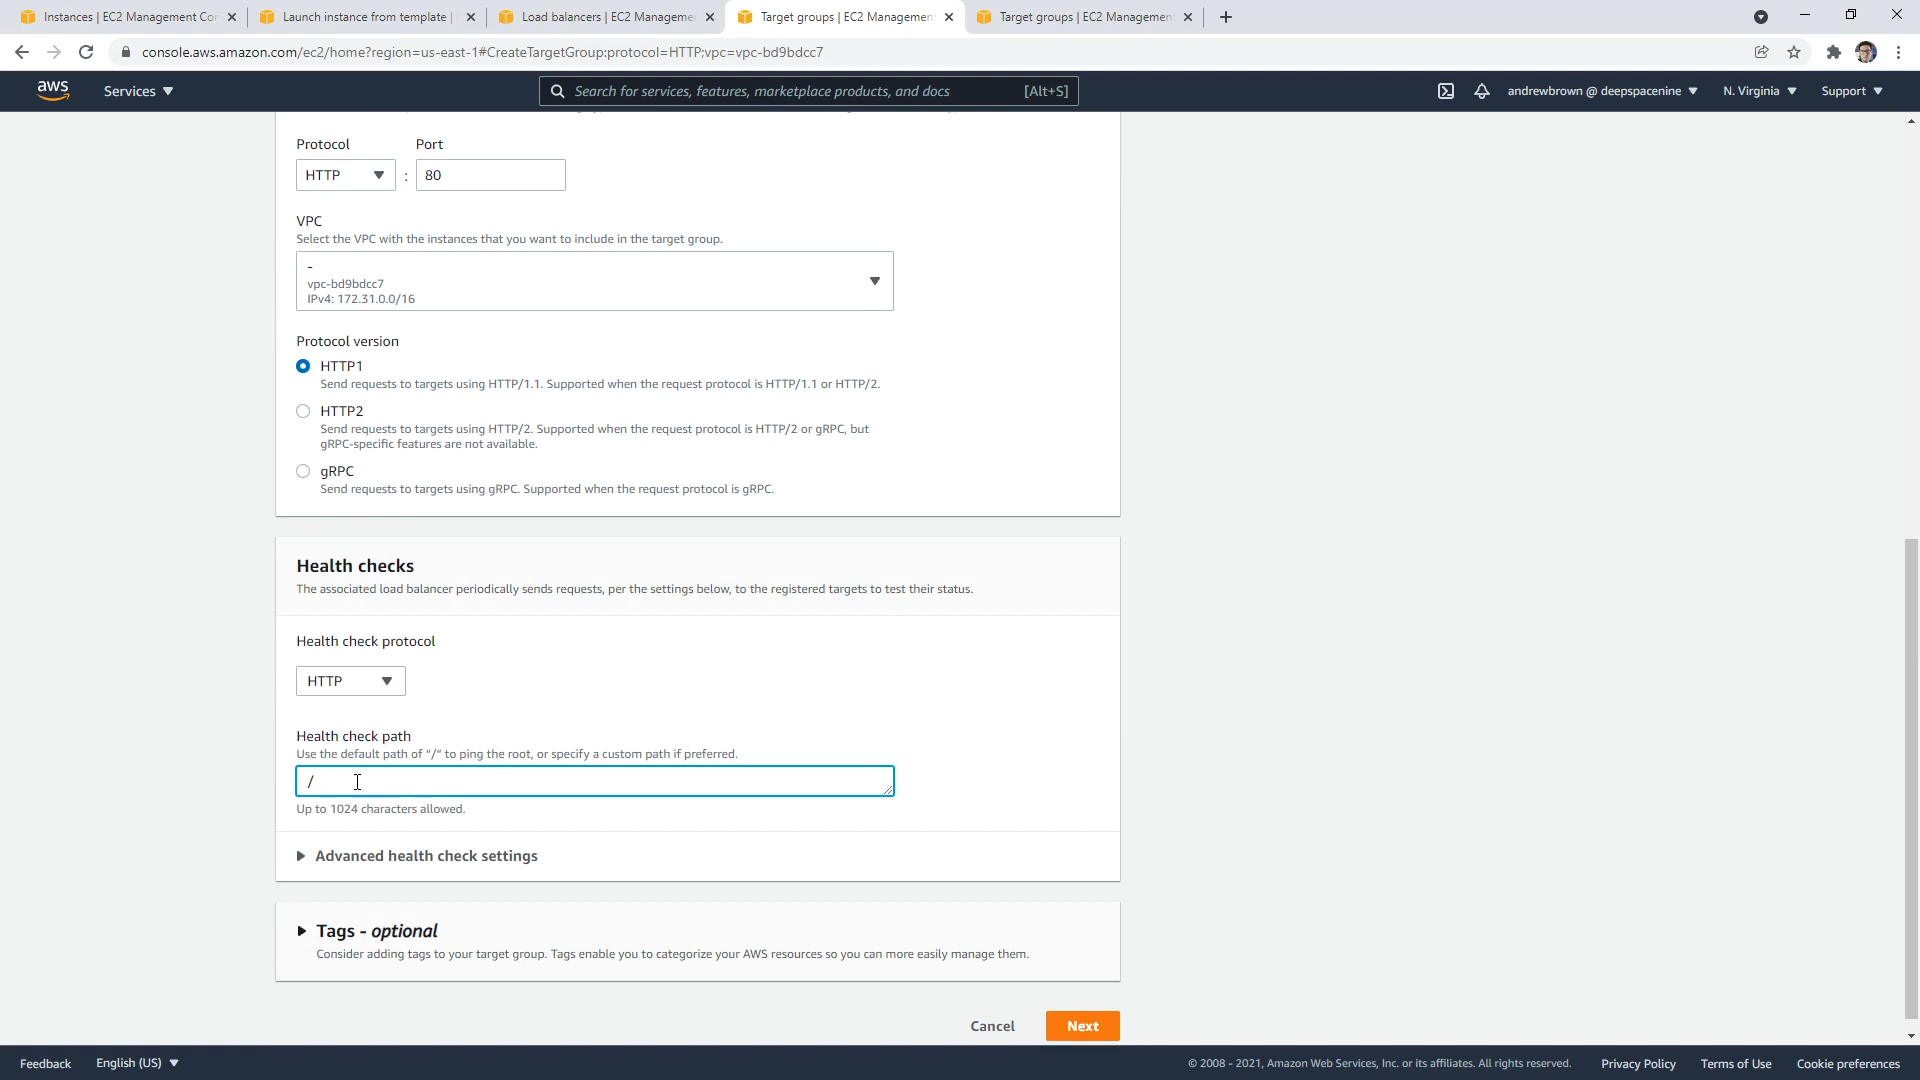 Instances | EC2 Management Con
Launch instance from template |
Load balancers | EC2 Manageme
Target groups | EC2 Management
Target groups | EC2 Management
console.aws.amazon.com/ec2/home?region=us-east-1#CreateTargetGroup:protocol=HTTP;vpc=vpc-bd9bdcc7
aws
Services
Search for services, features, marketplace products, and docs [Alt+S]
andrewbrown @ deepspacenine
N. Virginia
Support
Protocol Port
HTTP : 80
VPC
Select the VPC with the instances that you want to include in the target group.
-
vpc-bd9bdcc7
IPv4: 172.31.0.0/16
Protocol version
HTTP1
Send requests to targets using HTTP/1.1. Supported when the request protocol is HTTP/1.1 or HTTP/2.
HTTP2
Send requests to targets using HTTP/2. Supported when the request protocol is HTTP/2 or gRPC, but
gRPC-specific features are not available.
gRPC
Send requests to targets using gRPC. Supported when the request protocol is gRPC.
Health checks
The associated load balancer periodically sends requests, per the settings below, to the registered targets to test their status.
Health check protocol
HTTP
Health check path
Use the default path of "/" to ping the root, or specify a custom path if preferred.
/
Up to 1024 characters allowed.
Advanced health check settings
Tags - optional
Consider adding tags to your target group. Tags enable you to categorize your AWS resources so you can more easily manage them.
Cancel
Next
Feedback
English (US)
© 2008 - 2021, Amazon Web Services, Inc. or its affiliates. All rights reserved.
Privacy Policy
Terms of Use
Cookie preferences